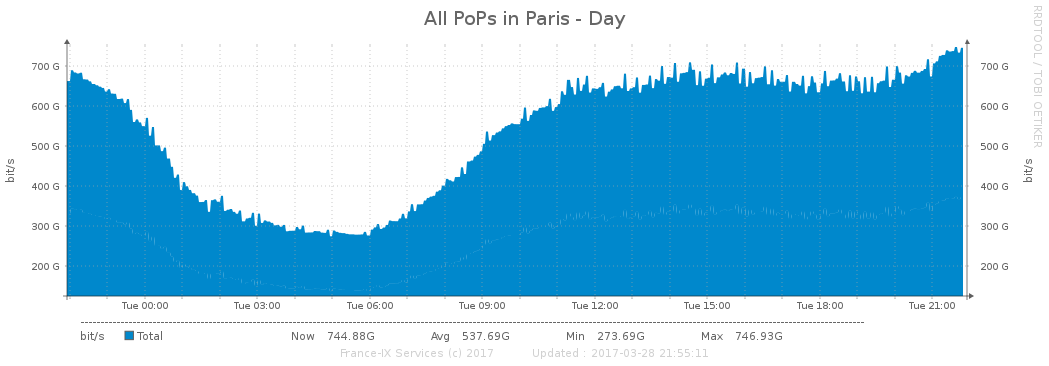 All PoPs in Paris - Day
RRDTOOL / TOBI OETIKER
bit/s
700 G
600 G
500 G
400 G
300 G
200 G
700 G
600 G
500 G
400 G
300 G
200 G
bit/s
Tue 00:00 Tue 03:00 Tue 06:00 Tue 09:00 Tue 12:00 Tue 15:00 Tue 18:00 Tue 21:00
bit/s Total Now 744.88G Avg 537.69G Min 273.69G Max 746.93G
France-IX Services (c) 2017 Updated : 2017-03-28 21:55:11